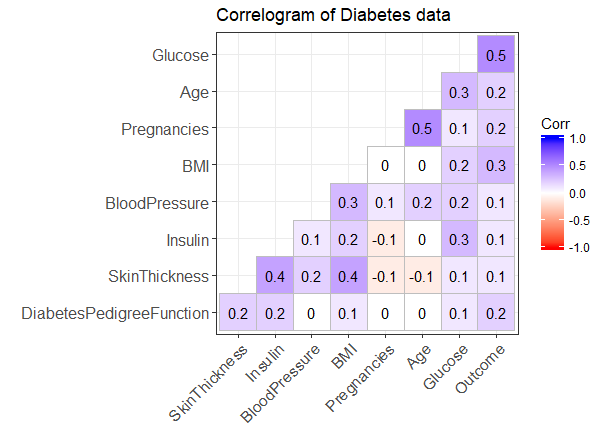 Correlogram of Diabetes data
Glucose 0.5
Age 0.3 0.2
Pregnancies 0.5 0.1 0.2
BMI 0 0 0.2 0.3
BloodPressure 0.3 0.1 0.2 0.2 0.1
Insulin 0.1 0.2 -0.1 0 0.3 0.1
SkinThickness 0.4 0.2 0.4 -0.1 -0.1 0.1 0.1
DiabetesPedigreeFunction 0.2 0.2 0 0.1 0 0 0.1 0.2
SkinThickness
Insulin
BloodPressure
BMI
Pregnancies
Age
Glucose
Outcome
Corr
1.0
0.5
0.0
-0.5
-1.0